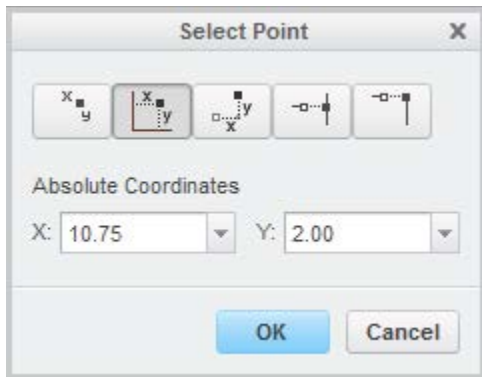 Select Point X
x y x y x y
Absolute Coordinates
X: 10.75 Y: 2.00
OK Cancel